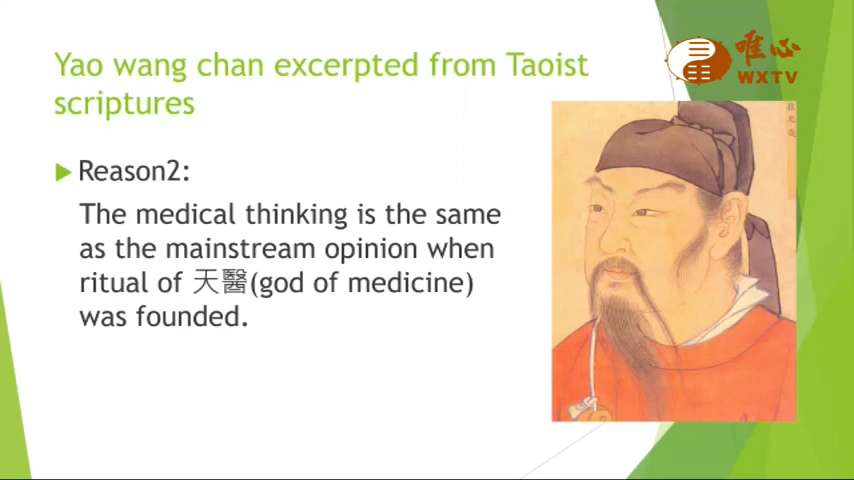 Yao wang chan excerpted from Taoist
scriptures
唯心
WXTV
Reason2:
The medical thinking is the same
as the mainstream opinion when
ritual of 天醫(god of medicine)
was founded.